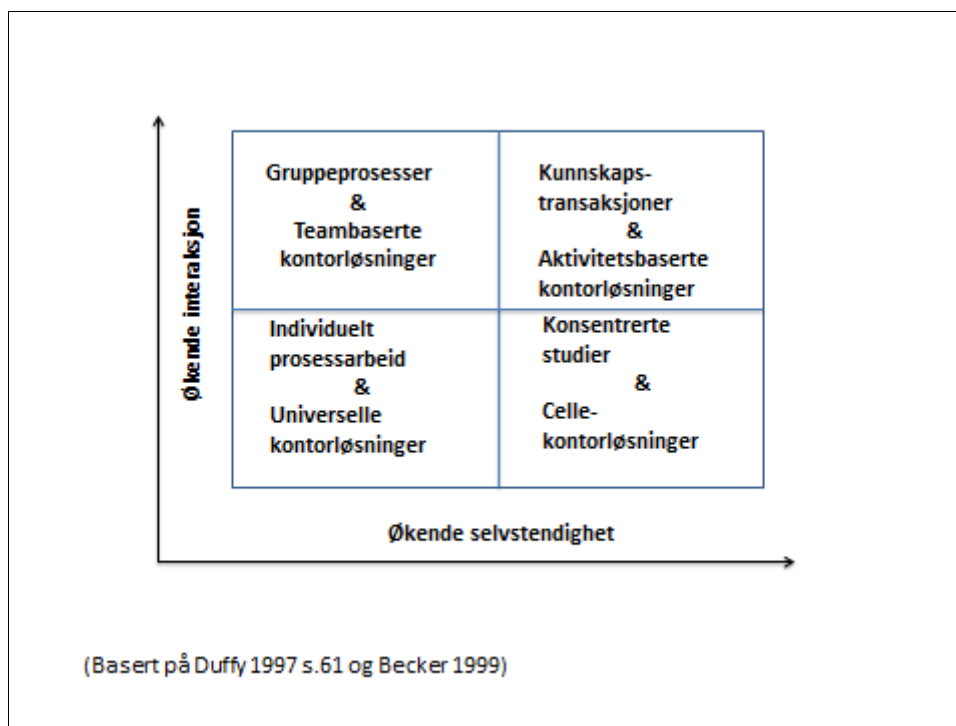 Gruppeprosesser
&
Teambaserte
kontorløsninger
Kunnskaps-
transaksjoner
&
Aktivitetsbaserte
kontorløsninger
Økende interaksjon
Individuelt
prosessarbeid
&
Universelle
kontorløsninger
Konsentrerte
studier
&
Celle-
kontorløsninger
Økende selvstendighet
(Basert på Duffy 1997 s.61 og Becker 1999)